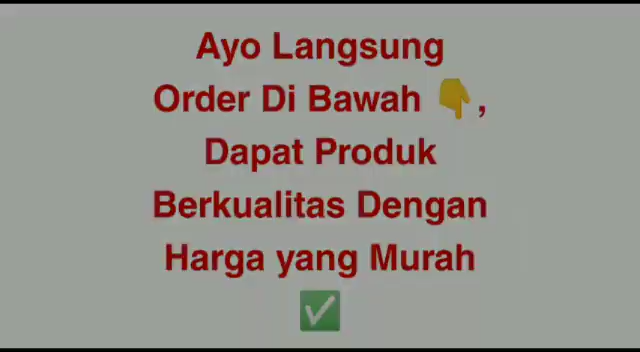 Ayo Langsung
Order Di Bawah 👇,
Dapat Produk
Berkualitas Dengan
Harga yang Murah
✅